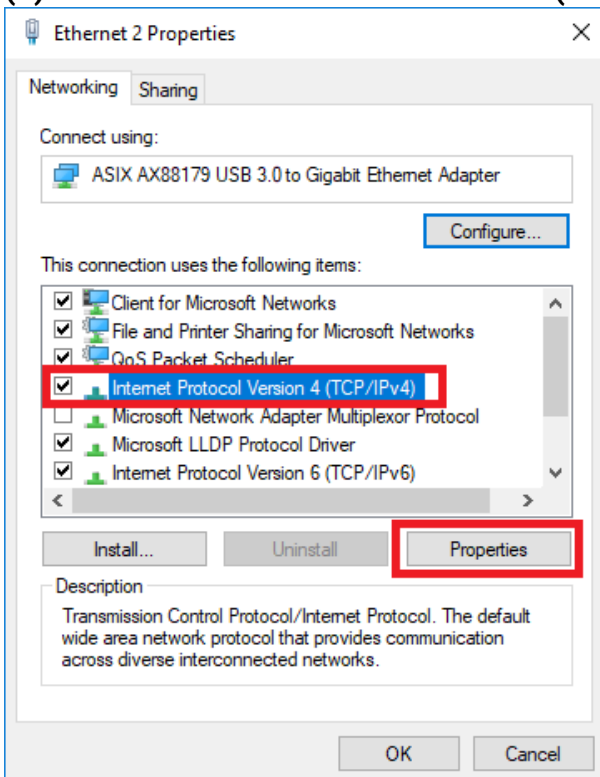 Ethernet 2 Properties
Networking
Sharing
Connect using:
ASIX AX88179 USB 3.0 to Gigabit Ethernet Adapter
Configure...
This connection uses the following items:
Client for Microsoft Networks
File and Printer Sharing for Microsoft Networks
QoS Packet Scheduler
Internet Protocol Version 4 (TCP/IPv4)
Microsoft Network Adapter Multiplexor Protocol
Microsoft LLDP Protocol Driver
Internet Protocol Version 6 (TCP/IPv6)
Install...
Uninstall
Properties
Description
Transmission Control Protocol/Internet Protocol. The default
wide area network protocol that provides communication
across diverse interconnected networks.
OK
Cancel